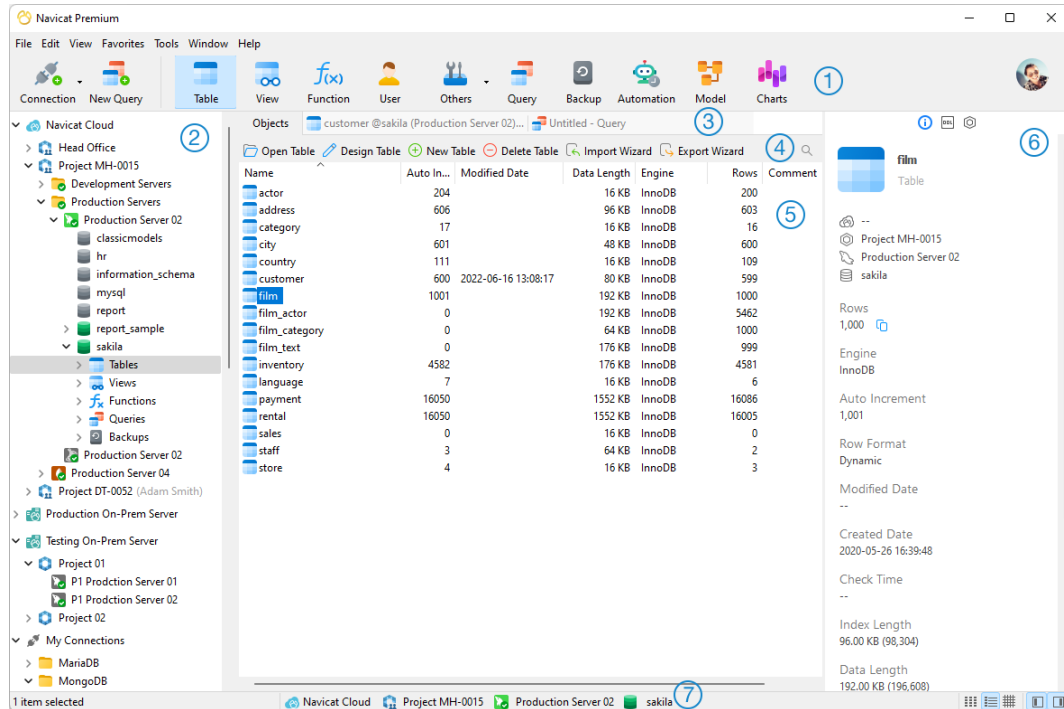 Navicat Premium
File Edit View Favorites Tools Window Help
Connection New Query Table View Function User Others Query Backup Automation Model Charts 1
Navicat Cloud
Head Office
Project MH-0015
Development Servers
Production Servers
Production Server 02
classicmodels
hr
information_schema
mysql
report
report_sample
sakila
Tables
Views
Functions
Queries
Backups
Production Server 02
Production Server 04
Project DT-0052 (Adam Smith)
Production On-Prem Server
Testing On-Prem Server
Project 01
P1 Prodction Server 01
P1 Prodction Server 02
Project 02
My Connections
MariaDB
MongoDB
2
Objects customer @sakila (Production Server 02)... Untitled - Query 3
Open Table Design Table New Table Delete Table Import Wizard Export Wizard 4
Name Auto In... Modified Date Data Length Engine Rows Comment
actor 204 16 KB InnoDB 200
address 606 96 KB InnoDB 603
category 17 16 KB InnoDB 16
city 601 48 KB InnoDB 600
country 111 16 KB InnoDB 109
customer 600 2022-06-16 13:08:17 80 KB InnoDB 599
film 1001 192 KB InnoDB 1000
film_actor 0 192 KB InnoDB 5462
film_category 0 64 KB InnoDB 1000
film_text 0 176 KB InnoDB 999
inventory 4582 176 KB InnoDB 4581
language 7 16 KB InnoDB 6
payment 16050 1552 KB InnoDB 16086
rental 16050 1552 KB InnoDB 16005
sales 0 16 KB InnoDB 0
staff 3 64 KB InnoDB 2
store 4 16 KB InnoDB 3
5
DDL
6
film
Table
--
Project MH-0015
Production Server 02
sakila
Rows
1,000
Engine
InnoDB
Auto Increment
1,001
Row Format
Dynamic
Modified Date
--
Created Date
2020-05-26 16:39:48
Check Time
--
Index Length
96.00 KB (98,304)
Data Length
192.00 KB (196,608)
1 item selected Navicat Cloud Project MH-0015 Production Server 02 sakila 7